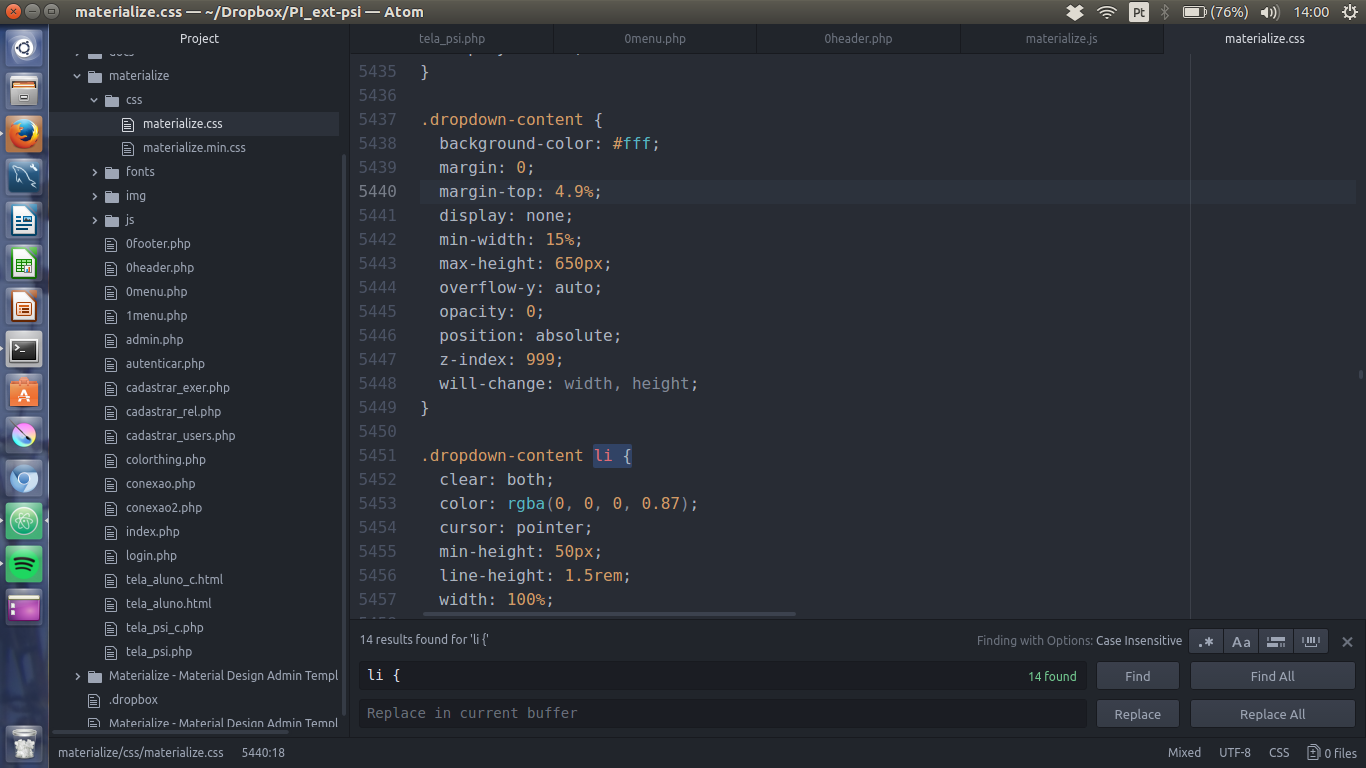 materialize.css — ~/Dropbox/PI_ext-psi — Atom
Pt
(76%)
14:00
Project
tela_psi.php
0menu.php
0header.php
materialize.js
materialize.css
docs
materialize
css
materialize.css
materialize.min.css
fonts
img
js
0footer.php
0header.php
0menu.php
1menu.php
admin.php
autenticar.php
cadastrar_exer.php
cadastrar_rel.php
cadastrar_users.php
colorthing.php
conexao.php
conexao2.php
index.php
login.php
tela_aluno_c.html
tela_aluno.html
tela_psi_c.php
tela_psi.php
Materialize - Material Design Admin Templ
.dropbox
Materialize - Material Design Admin Templ
5435 }
5436
5437 .dropdown-content {
5438 background-color: #fff;
5439 margin: 0;
5440 margin-top: 4.9%;
5441 display: none;
5442 min-width: 15%;
5443 max-height: 650px;
5444 overflow-y: auto;
5445 opacity: 0;
5446 position: absolute;
5447 z-index: 999;
5448 will-change: width, height;
5449 }
5450
5451 .dropdown-content li {
5452 clear: both;
5453 color: rgba(0, 0, 0, 0.87);
5454 cursor: pointer;
5455 min-height: 50px;
5456 line-height: 1.5rem;
5457 width: 100%;
14 results found for 'li {'
Finding with Options: Case Insensitive
.*
Aa
li {
14 found
Find
Find All
Replace in current buffer
Replace
Replace All
materialize/css/materialize.css
5440:18
Mixed
UTF-8
CSS
0 files